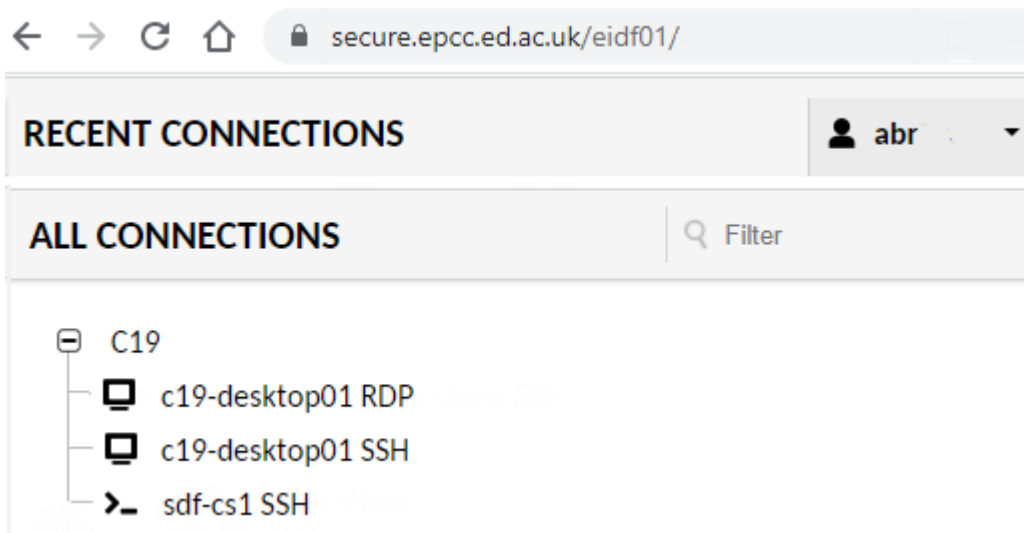 secure.epcc.ed.ac.uk/eidf01/
RECENT CONNECTIONS
abr
ALL CONNECTIONS
Filter
C19
c19-desktop01 RDP
c19-desktop01 SSH
sdf-cs1 SSH